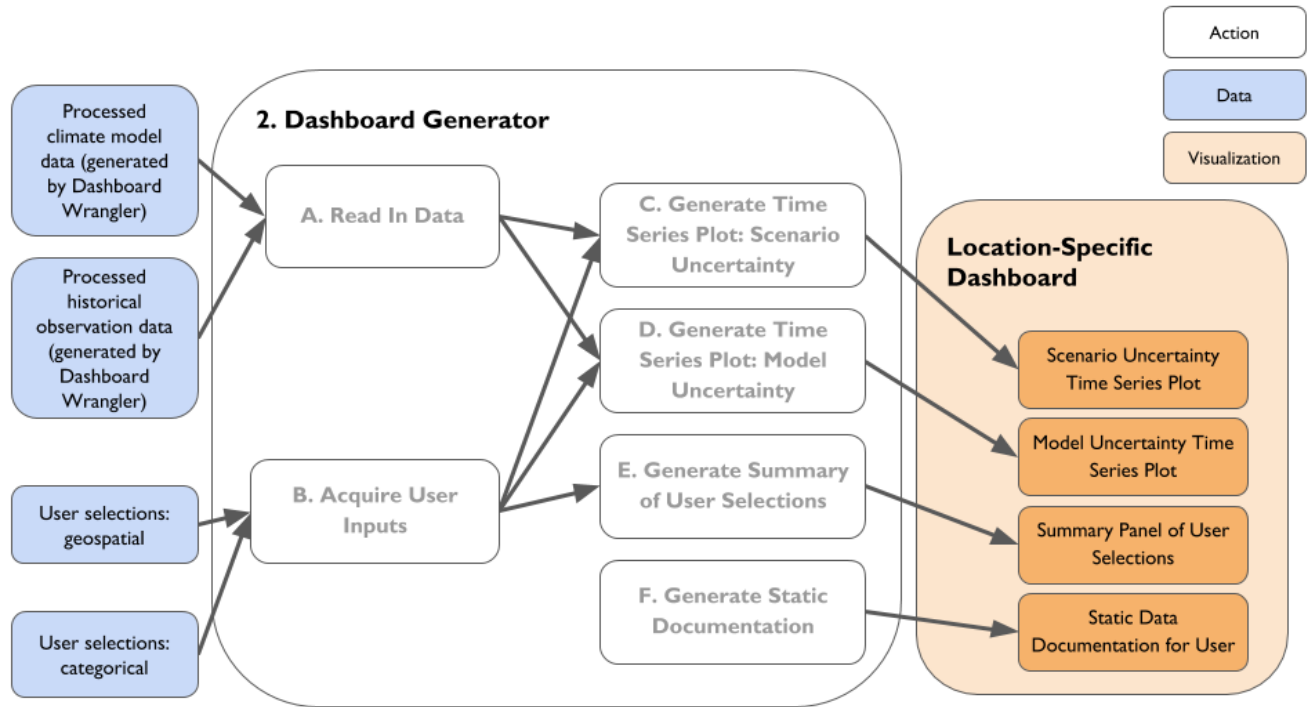 Action
Data
Visualization
Processed
climate model
data (generated
by Dashboard
Wrangler)
Processed
historical
observation data
(generated by
Dashboard
Wrangler)
User selections:
geospatial
User selections:
categorical
2. Dashboard Generator
A. Read In Data
B. Acquire User
Inputs
C. Generate Time
Series Plot: Scenario
Uncertainty
D. Generate Time
Series Plot: Model
Uncertainty
E. Generate Summary
of User Selections
F. Generate Static
Documentation
Location-Specific
Dashboard
Scenario Uncertainty
Time Series Plot
Model Uncertainty Time
Series Plot
Summary Panel of User
Selections
Static Data
Documentation for User